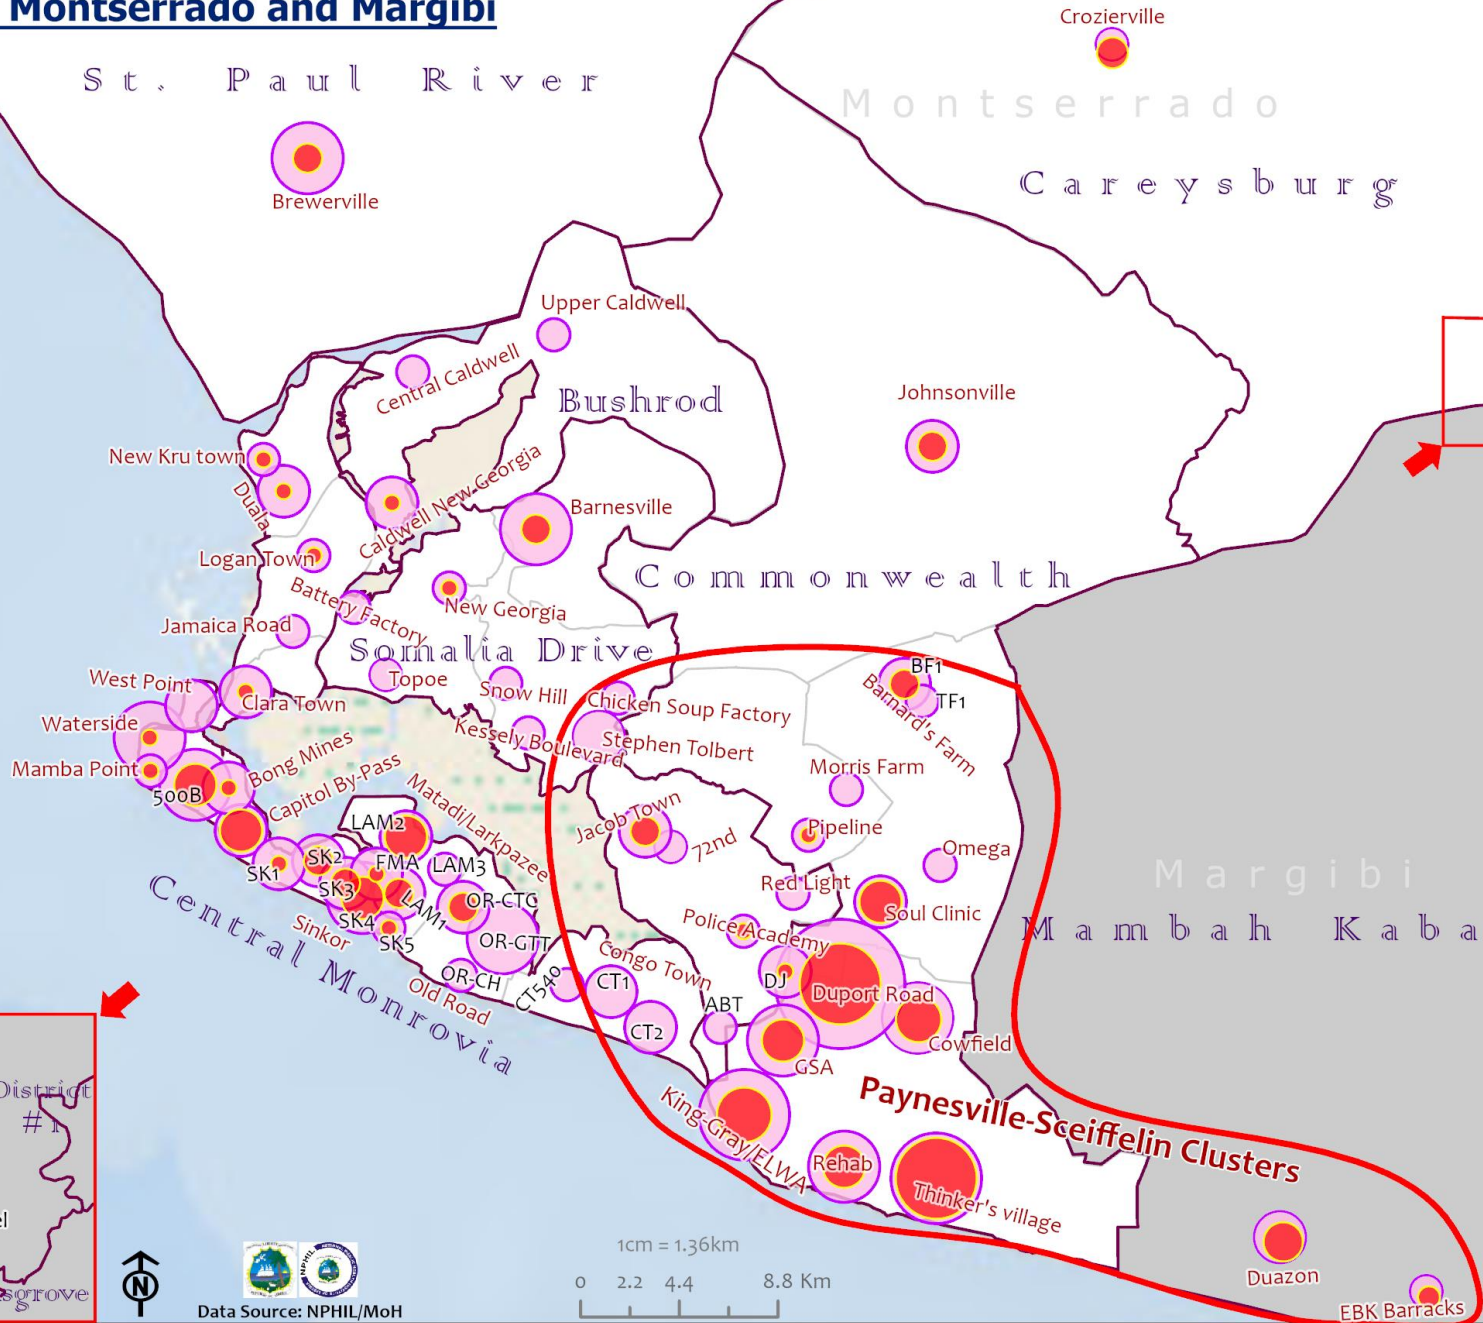 Montserrado and Margibi
Crozierville
St. Paul River
Montserrado
Careysburg
Brewerville
Upper Caldwell
Central Caldwell
Bushrod
Johnsonville
New Kru town
Duala
Caldwell New Georgia
Barnesville
Logan Town
Commonwealth
Battery Factory
New Georgia
Jamaica Road
Somalia Drive
BF1
West Point
Topoe
Snow Hill
Barnard's Farm
TF1
Clara Town
Chicken Soup Factory
Waterside
Kessely Boulevard
Stephen Tolbert
Mamba Point
Bong Mines
Morris Farm
500B
Capitol By-Pass
Matadi/Larkpazee
LAM2
Jacob Town
Pipeline
72nd
Omega
SK2
FMA
LAM3
SK1
Margibi
SK3
Red Light
LAM1
OR-CTC
Soul Clinic
SK4
Sinkor
Police Academy
Mambah Kaba
SK5
OR-GTT
Central Monrovia
Congo Town
OR-CH
CT540
CT1
DJ
Duport Road
Old Road
ABT
CT2
Cowfield
GSA
District
#1
Paynesville-Sceiffelin Clusters
King-Gray/ELWA
Rehab
Thinker's village
el
1cm = 1.36km
Duazon
0 2.2 4.4 8.8 Km
sgrove
N
NPHIL
EBK Barracks
Data Source: NPHIL/MoH